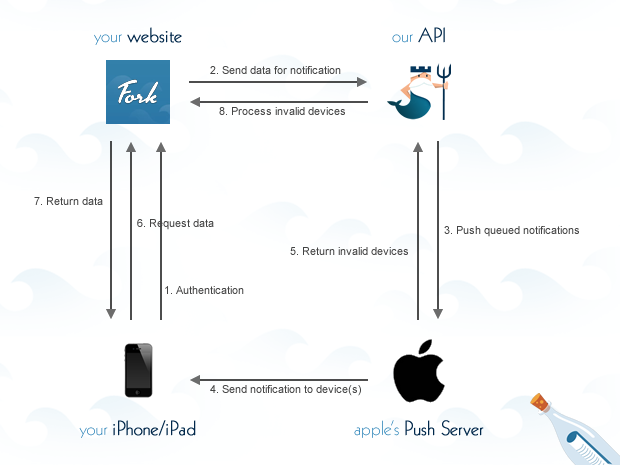 your website
our API
Fork
2. Send data for notification
8. Process invalid devices
7. Return data
6. Request data
3. Push queued notifications
5. Return invalid devices
1. Authentication
4. Send notification to device(s)
your iPhone/iPad
apple's Push Server